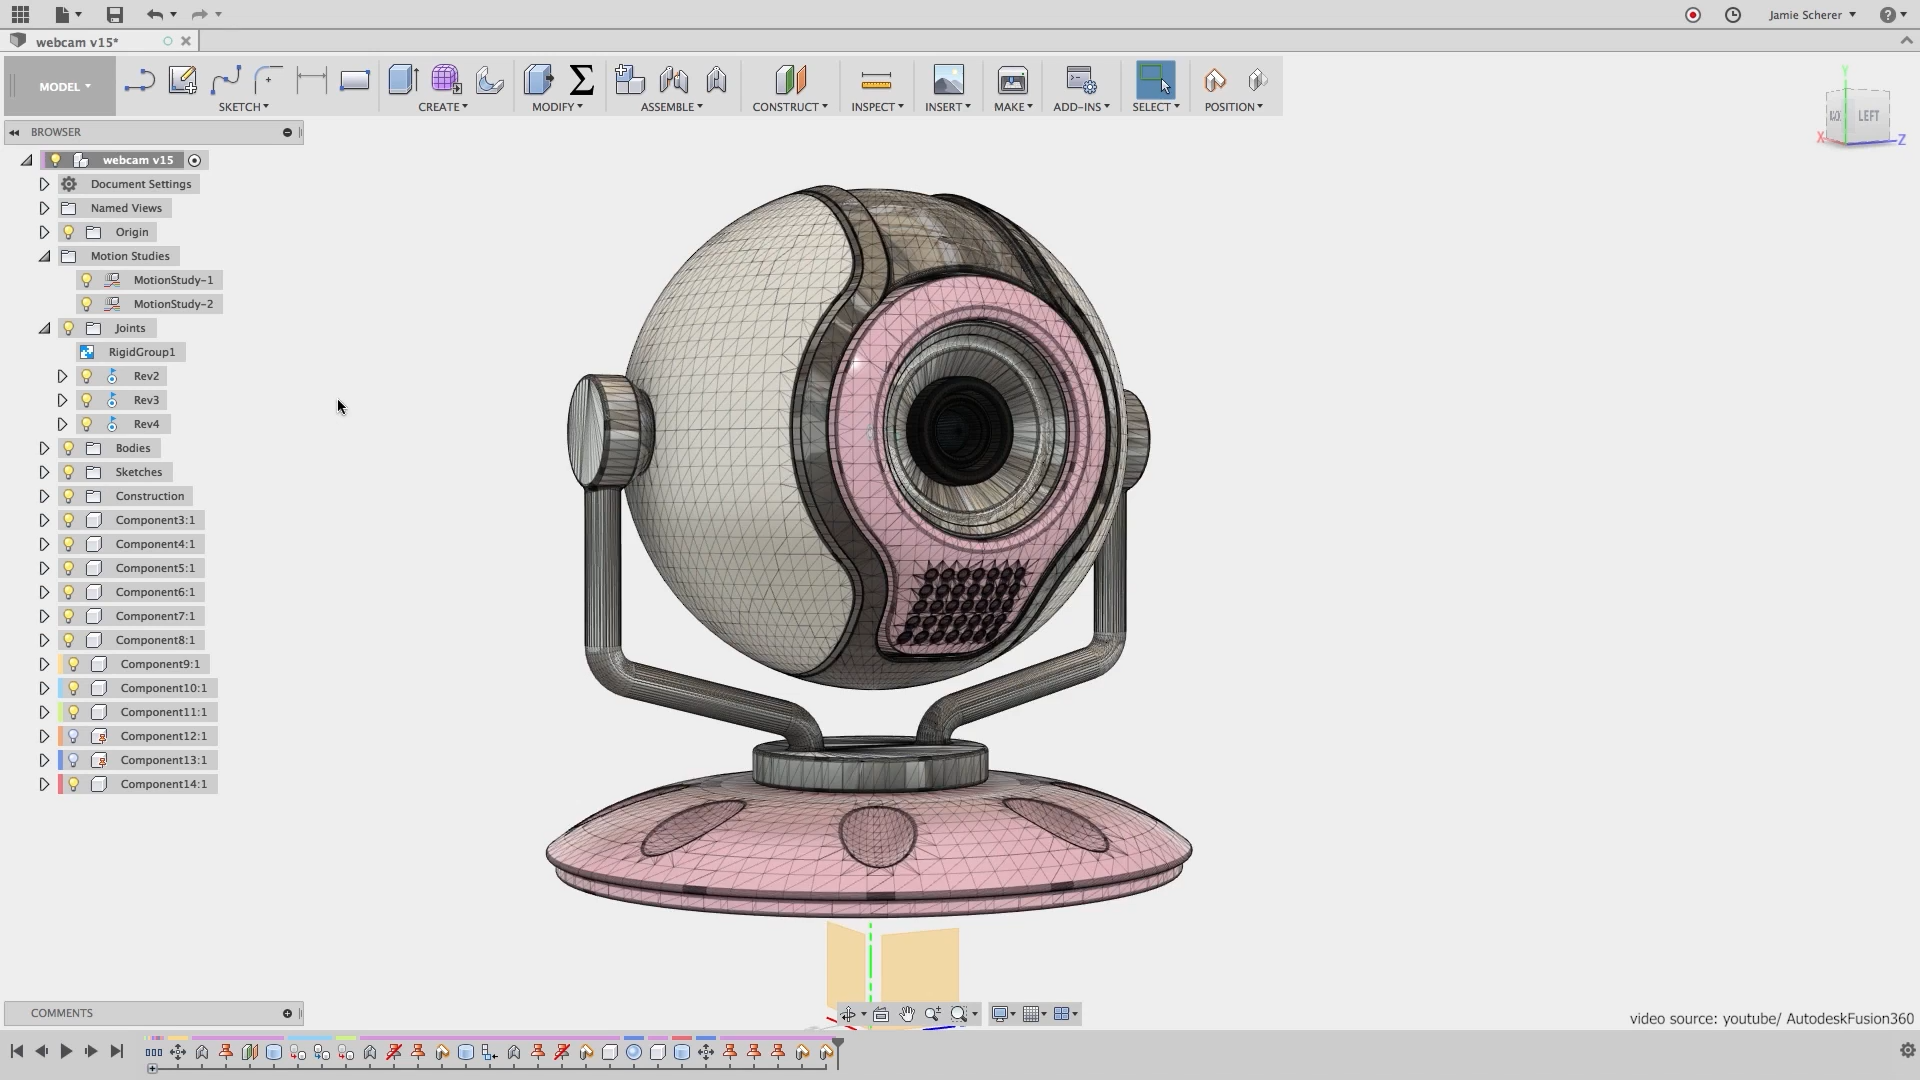 Jamie Scherer
webcam v15*
MODEL
SKETCH
CREATE
MODIFY
ASSEMBLE
CONSTRUCT
INSPECT
INSERT
MAKE
ADD-INS
SELECT
POSITION
BROWSER
webcam v15
Document Settings
Named Views
Origin
Motion Studies
MotionStudy-1
MotionStudy-2
Joints
RigidGroup1
Rev2
Rev3
Rev4
Bodies
Sketches
Construction
Component3:1
Component4:1
Component5:1
Component6:1
Component7:1
Component8:1
Component9:1
Component10:1
Component11:1
Component12:1
Component13:1
Component14:1
Y
LEFT
X
Z
COMMENTS
video source: youtube/ AutodeskFusion360